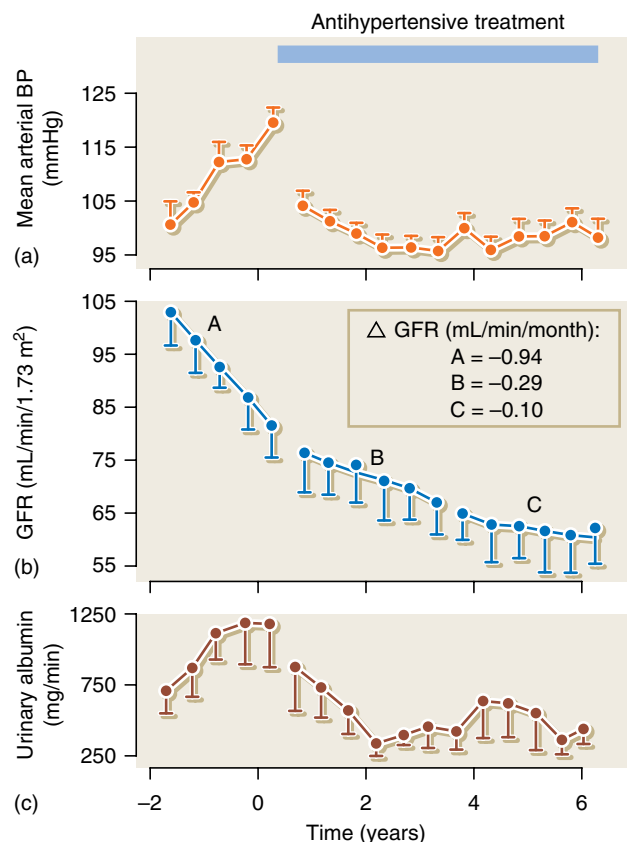 Antihypertensive treatment
Mean arterial BP
(mmHg)
125
115
105
95
(a)
GFR (mL/min/1.73 m²)
105
95
85
75
65
55
A
B
C
△ GFR (mL/min/month):
A = –0.94
B = –0.29
C = –0.10
(b)
Urinary albumin
(mg/min)
1250
750
250
(c)
–2
0
2
4
6
Time (years)